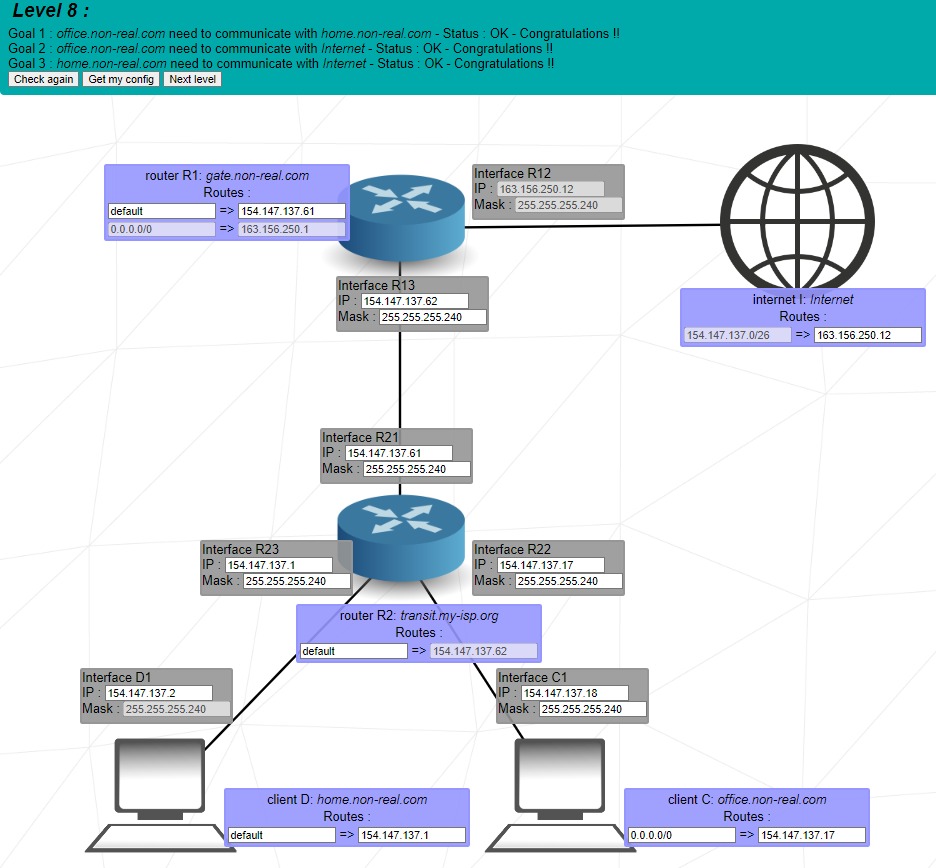 Level 8 :
Goal 1 : office.non-real.com need to communicate with home.non-real.com - Status : OK - Congratulations !!
Goal 2 : office.non-real.com need to communicate with Internet - Status : OK - Congratulations !!
Goal 3 : home.non-real.com need to communicate with Internet - Status : OK - Congratulations !!
Check again Get my config Next level
router R1: gate.non-real.com
Routes :
default => 154.147.137.61
0.0.0.0/0 => 163.156.250.1
Interface R12
IP : 163.156.250.12
Mask : 255.255.255.240
Interface R13
IP : 154.147.137.62
Mask : 255.255.255.240
internet I: Internet
Routes :
154.147.137.0/26 => 163.156.250.12
Interface R21
IP : 154.147.137.61
Mask : 255.255.255.240
Interface R23
IP : 154.147.137.1
Mask : 255.255.255.240
Interface R22
IP : 154.147.137.17
Mask : 255.255.255.240
router R2: transit.my-isp.org
Routes :
default => 154.147.137.62
Interface D1
IP : 154.147.137.2
Mask : 255.255.255.240
Interface C1
IP : 154.147.137.18
Mask : 255.255.255.240
client D: home.non-real.com
Routes :
default => 154.147.137.1
client C: office.non-real.com
Routes :
0.0.0.0/0 => 154.147.137.17